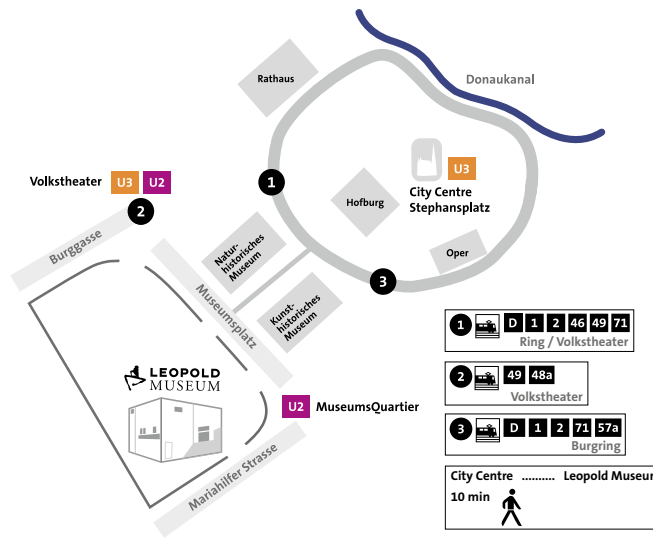 Rathaus
Donaukanal
Volkstheater U3 U2
1
U3
City Centre
Stephansplatz
Hofburg
2
Burggasse
Natur-
historisches
Museum
Oper
3
Museumsplatz
Kunst-
historisches
Museum
1 D 1 2 46 49 71
Ring / Volkstheater
LEOPOLD
MUSEUM
2 49 48a
Volkstheater
U2 MuseumsQuartier
3 D 1 2 71 57a
Burgring
Mariahilfer Strasse
City Centre .......... Leopold Museum
10 min